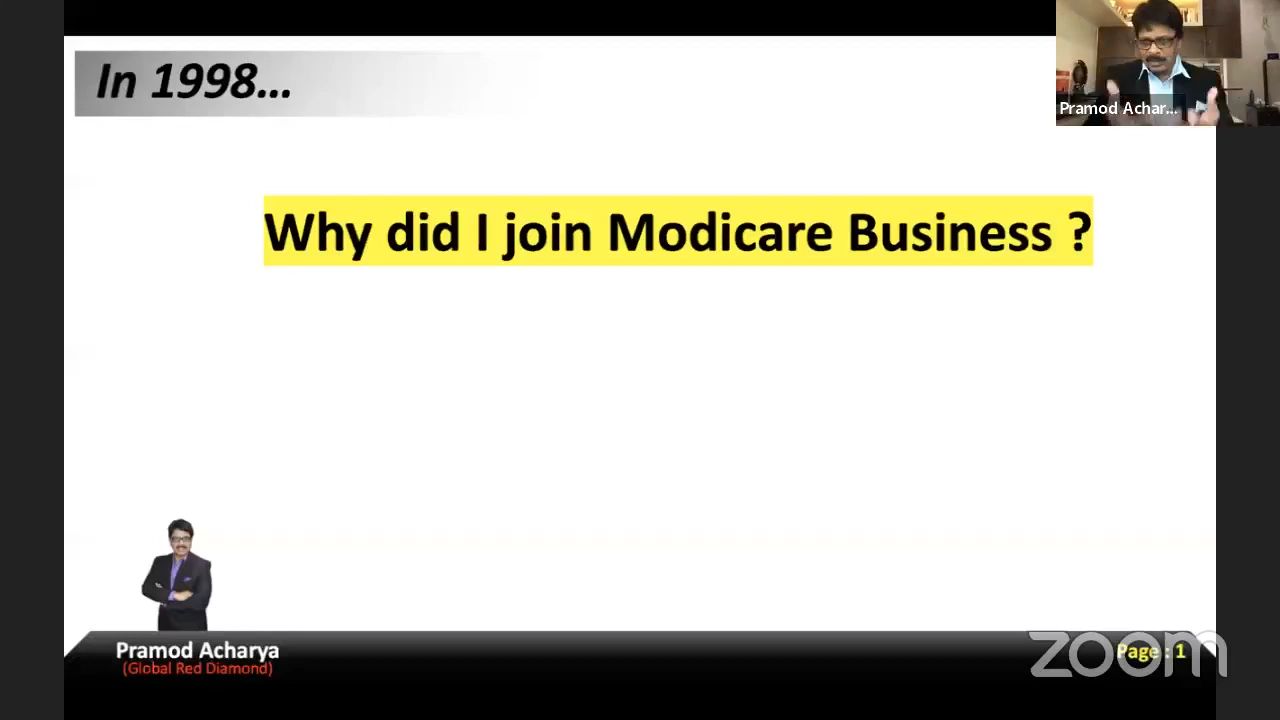 In 1998...
Pramod Achar...
Why did I join Modicare Business ?
Pramod Acharya
(Global Red Diamond)
Page : 1
zoom